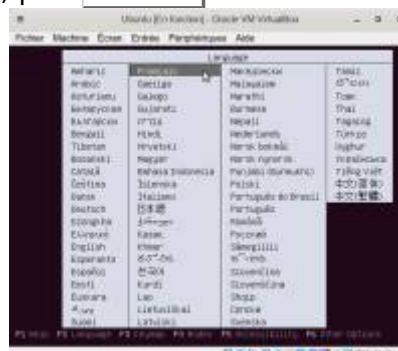 Ubuntu [En fonction] - Oracle VM VirtualBox
Fichier Machine Écran Entrée Périphériques Aide
Language
Amharic Français Македонски Tamil
Arabic Gaeilge Malayalam
Asturianu Galego Marathi
Беларуская Gujarati Burmese Thai
Български עברית Nepali Tagalog
Bengali Hindi Nederlands Türkçe
Tibetan Hrvatski Norsk bokmål Uyghur
Bosanski Magyar Norsk nynorsk Українська
Català Bahasa Indonesia Punjabi (Gurmukhi) Tiếng Việt
Čeština Íslenska Polski 中文(简体)
Dansk Italiano Português do Brasil 中文(繁體)
Deutsch 日本語 Português
Dzongkha ქართული Română
Ελληνικά Қазақ Русский
English Khmer Sámegillii
Esperanto
Español 한국어 Slovenčina
Eesti Kurdî Slovenščina
Euskara Lao Shqip
Lietuviškai Српски
Suomi Latviski Svenska
F1 Help F2 Language F3 Keymap F4 Modes F5 Accessibility F6 Other Options